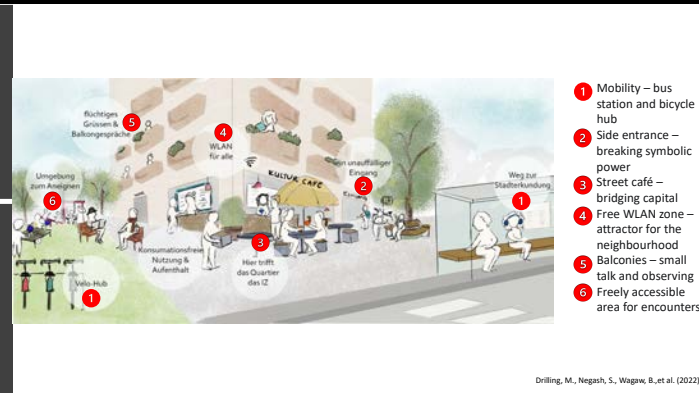 Büchtiges
Grüssen &
Balkongespräche
5
4
WLAN
für alle
Umgebung
zum Aneignen
6
KULTUR CAFÉ
Ein unauffälliger
Eingang
2
Weg zur
Stadterkundung
1
Konsumationsfreie
Nutzung &
Aufenthalt
3
Hier trifft
das Quartier
das IZ
Velo-Hub
1
1 Mobility – bus
station and bicycle
hub
2 Side entrance –
breaking symbolic
power
3 Street café –
bridging capital
4 Free WLAN zone –
attractor for the
neighbourhood
5 Balconies – small
talk and observing
6 Freely accessible
area for encounters
Drilling, M., Negash, S., Wagaw, B.,et al. (2022)